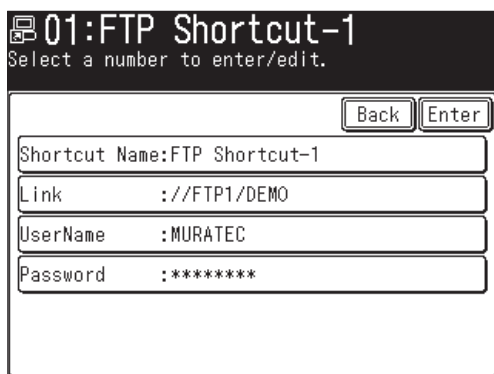 01:FTP Shortcut-1
Select a number to enter/edit.
Back Enter
Shortcut Name:FTP Shortcut-1
Link ://FTP1/DEMO
UserName :MURATEC
Password :********